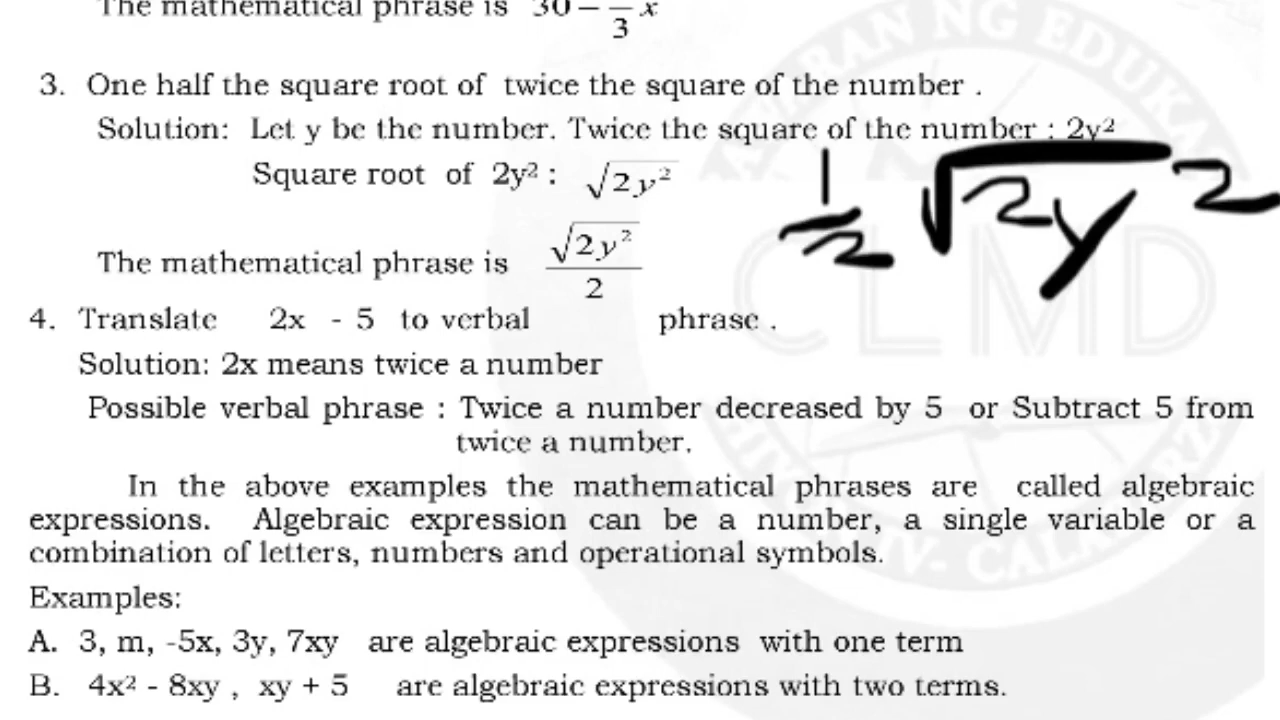 The mathematical phrase is 30 − —/3 x
3. One half the square root of twice the square of the number .
Solution: Let y be the number. Twice the square of the number : 2y²
Square root of 2y² : √2y²
1/2 √2y 2
The mathematical phrase is √2y²/2
4. Translate 2x - 5 to verbal phrase .
Solution: 2x means twice a number
Possible verbal phrase : Twice a number decreased by 5 or Subtract 5 from
twice a number.
In the above examples the mathematical phrases are called algebraic
expressions. Algebraic expression can be a number, a single variable or a
combination of letters, numbers and operational symbols.
Examples:
A. 3, m, -5x, 3y, 7xy are algebraic expressions with one term
B. 4x² - 8xy , xy + 5 are algebraic expressions with two terms.
CLMD